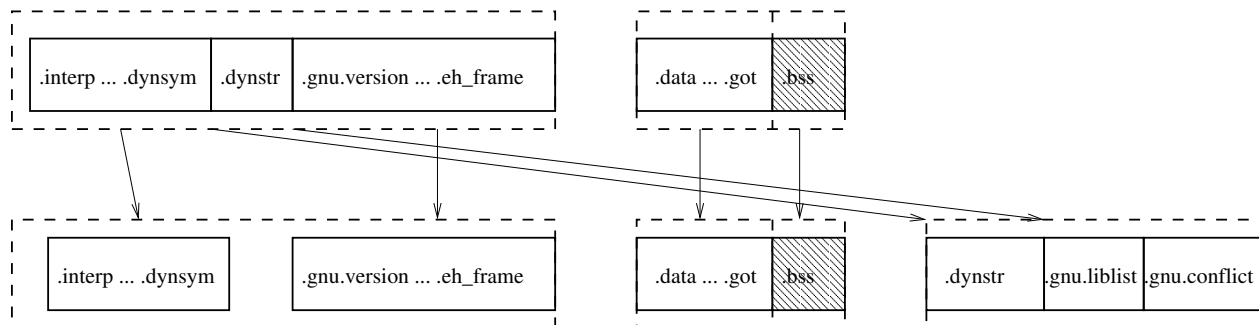 .interp ... .dynsym .dynstr .gnu.version ... .eh_frame .data ... .got .bss
.interp ... .dynsym .gnu.version ... .eh_frame .data ... .got .bss .dynstr .gnu.liblist .gnu.conflict